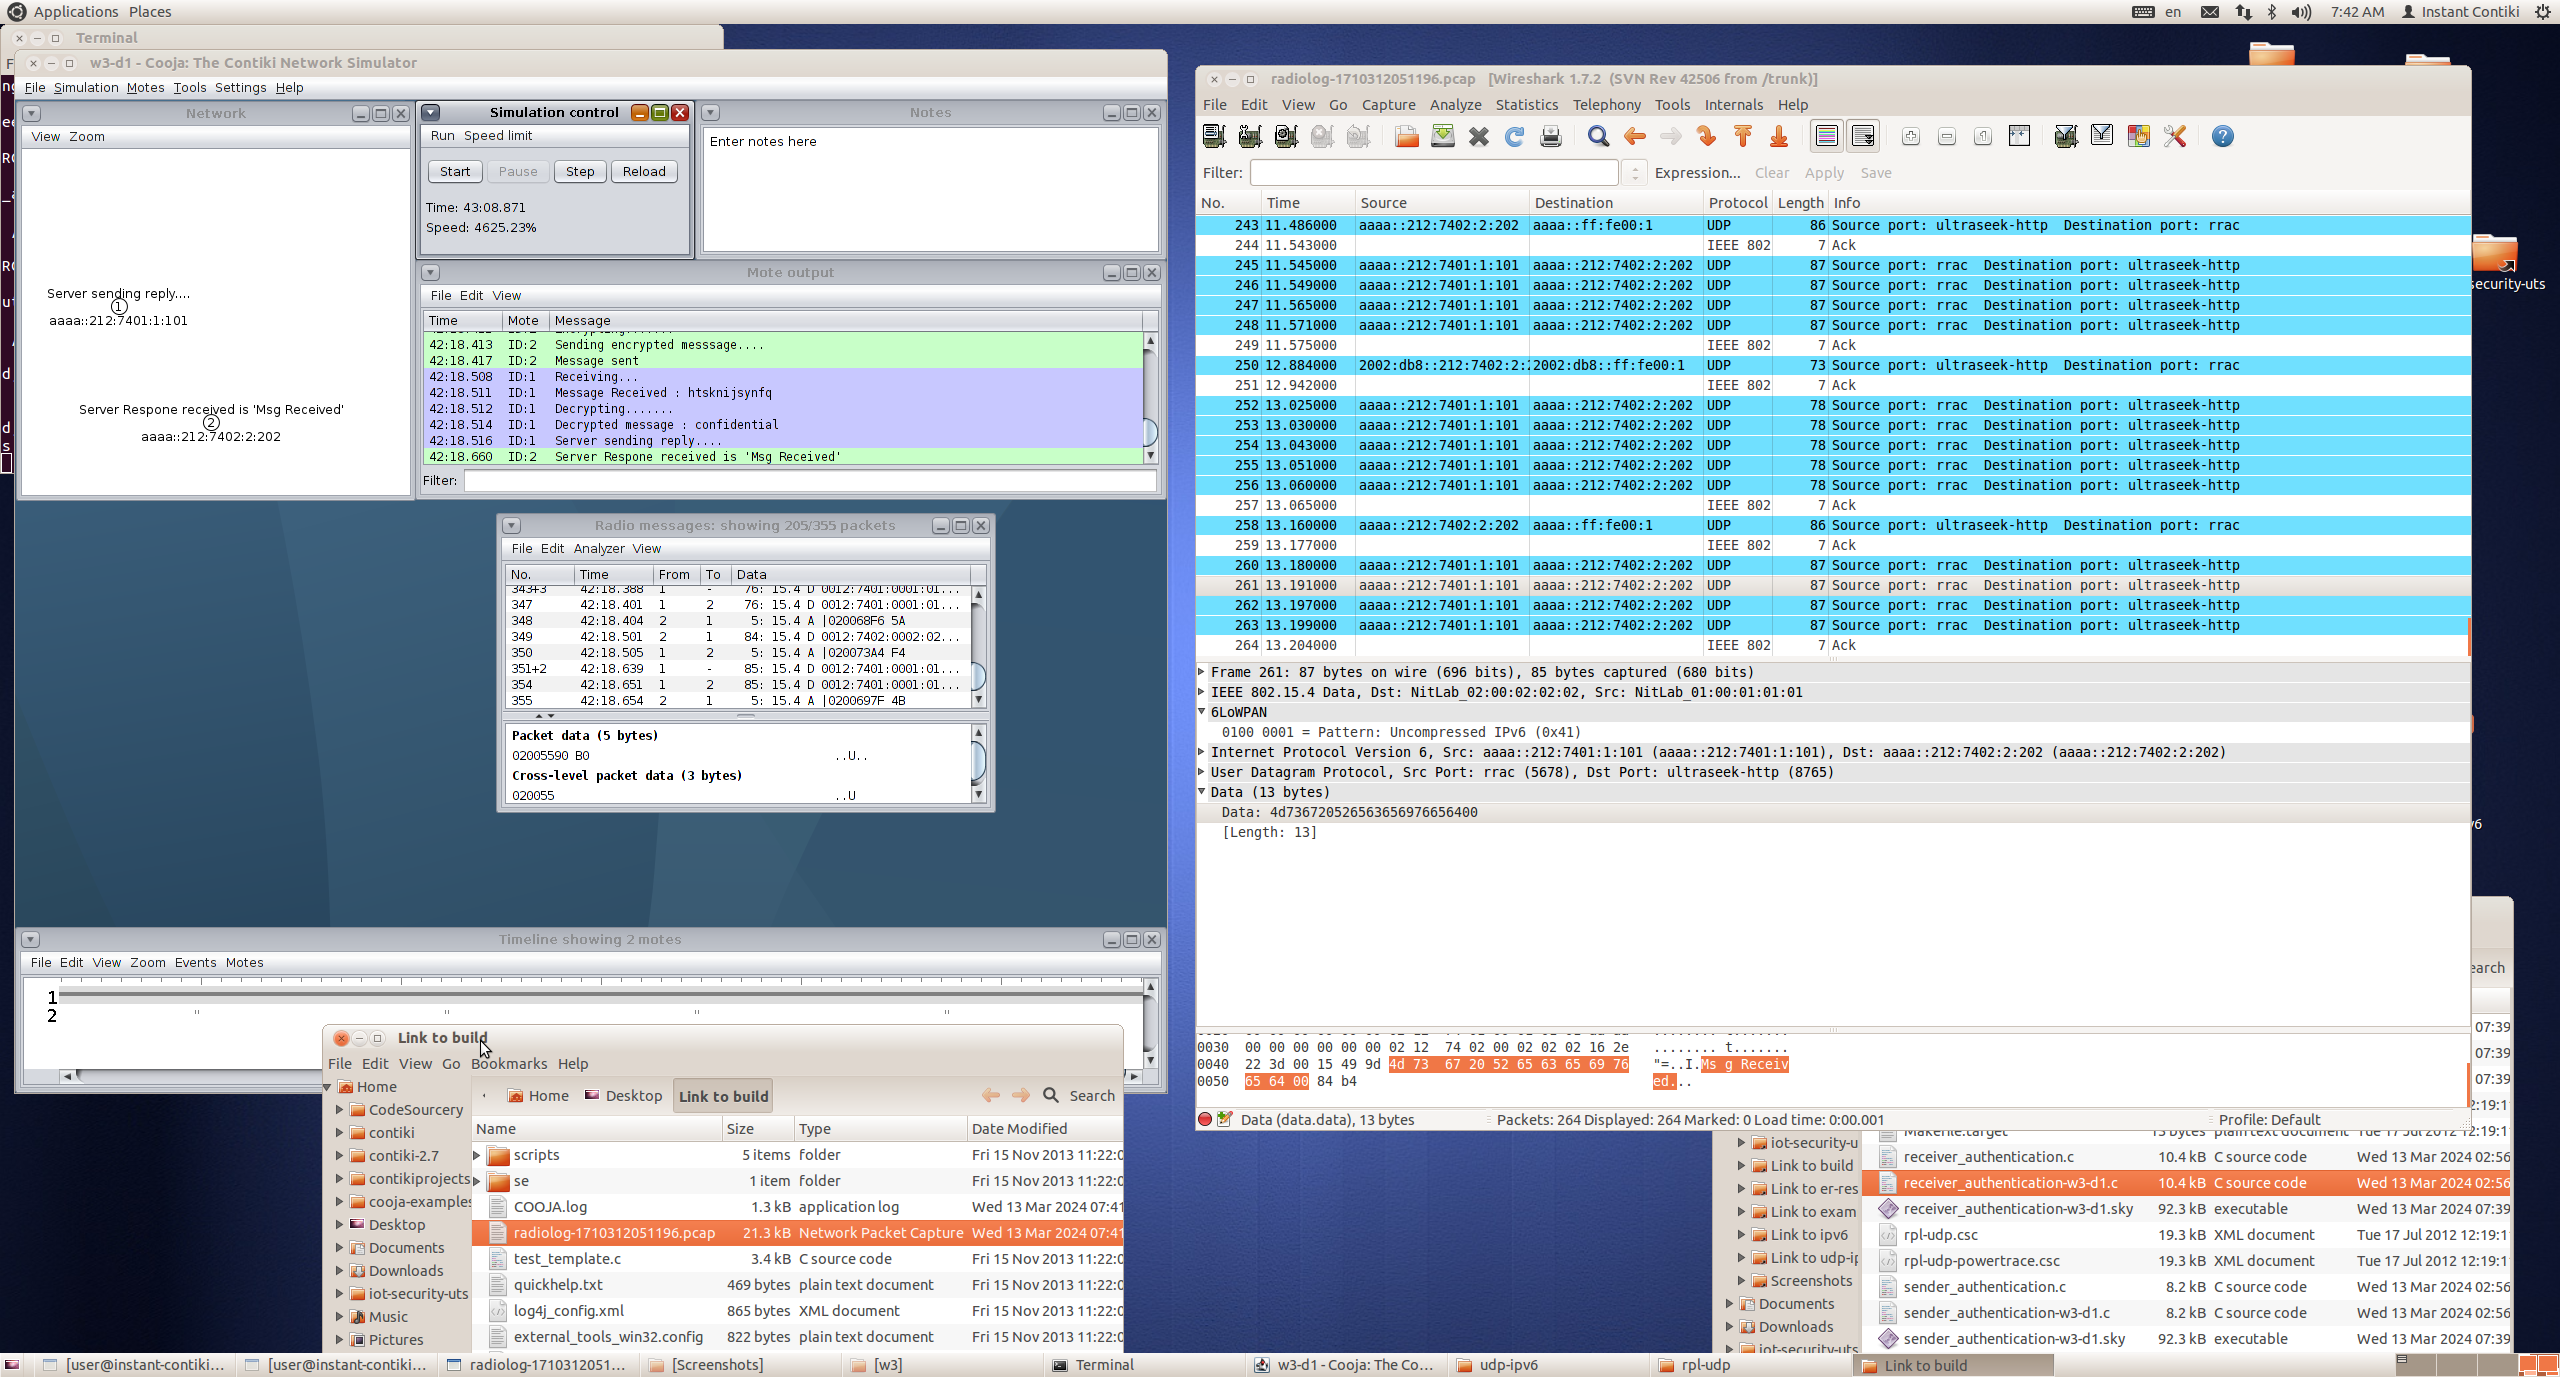 Applications Places
en 7:42 AM Instant Contiki
Terminal
w3-d1 - Cooja: The Contiki Network Simulator
File Simulation Motes Tools Settings Help
Network
View Zoom
Server sending reply....
1
aaaa::212:7401:1:101
Server Respone received is 'Msg Received'
2
aaaa::212:7402:2:202
Simulation control
Run Speed limit
Start Pause Step Reload
Time: 43:08.871
Speed: 4625.23%
Notes
Enter notes here
Mote output
File Edit View
Time Mote Message
42:18.413 ID:2 Sending encrypted messsage....
42:18.417 ID:2 Message sent
42:18.508 ID:1 Receiving...
42:18.511 ID:1 Message Received : htsknijsynfq
42:18.512 ID:1 Decrypting.......
42:18.514 ID:1 Decrypted message : confidential
42:18.516 ID:1 Server sending reply....
42:18.660 ID:2 Server Respone received is 'Msg Received'
Filter:
Radio messages: showing 205/355 packets
File Edit Analyzer View
No. Time From To Data
343+3 42:18.388 1 - 76: 15.4 D 0012:7401:0001:01...
347 42:18.401 1 2 76: 15.4 D 0012:7401:0001:01...
348 42:18.404 2 1 5: 15.4 A |020068F6 5A
349 42:18.501 2 1 84: 15.4 D 0012:7402:0002:02...
350 42:18.505 1 2 5: 15.4 A |020073A4 F4
351+2 42:18.639 1 - 85: 15.4 D 0012:7401:0001:01...
354 42:18.651 1 2 85: 15.4 D 0012:7401:0001:01...
355 42:18.654 2 1 5: 15.4 A |0200697F 4B
Packet data (5 bytes)
02005590 B0 ..U..
Cross-level packet data (3 bytes)
020055 ..U
Timeline showing 2 motes
File Edit View Zoom Events Motes
1
2
Link to build
File Edit View Go Bookmarks Help
Home
CodeSourcery
contiki
contiki-2.7
contikiprojects
cooja-examples
Desktop
Documents
Downloads
iot-security-uts
Music
Pictures
Home Desktop Link to build Search
Name Size Type Date Modified
scripts 5 items folder Fri 15 Nov 2013 11:22:0
se 1 item folder Fri 15 Nov 2013 11:22:0
COOJA.log 1.3 kB application log Wed 13 Mar 2024 07:41
radiolog-1710312051196.pcap 21.3 kB Network Packet Capture Wed 13 Mar 2024 07:41
test_template.c 3.4 kB C source code Fri 15 Nov 2013 11:22:0
quickhelp.txt 469 bytes plain text document Fri 15 Nov 2013 11:22:0
log4j_config.xml 865 bytes XML document Fri 15 Nov 2013 11:22:0
external_tools_win32.config 822 bytes plain text document Fri 15 Nov 2013 11:22:0
radiolog-1710312051196.pcap [Wireshark 1.7.2 (SVN Rev 42506 from /trunk)]
File Edit View Go Capture Analyze Statistics Telephony Tools Internals Help
Filter: Expression... Clear Apply Save
No. Time Source Destination Protocol Length Info
243 11.486000 aaaa::212:7402:2:202 aaaa::ff:fe00:1 UDP 86 Source port: ultraseek-http Destination port: rrac
244 11.543000 IEEE 802 7 Ack
245 11.545000 aaaa::212:7401:1:101 aaaa::212:7402:2:202 UDP 87 Source port: rrac Destination port: ultraseek-http
246 11.549000 aaaa::212:7401:1:101 aaaa::212:7402:2:202 UDP 87 Source port: rrac Destination port: ultraseek-http
247 11.565000 aaaa::212:7401:1:101 aaaa::212:7402:2:202 UDP 87 Source port: rrac Destination port: ultraseek-http
248 11.571000 aaaa::212:7401:1:101 aaaa::212:7402:2:202 UDP 87 Source port: rrac Destination port: ultraseek-http
249 11.575000 IEEE 802 7 Ack
250 12.884000 2002:db8::212:7402:2: 2002:db8::ff:fe00:1 UDP 73 Source port: ultraseek-http Destination port: rrac
251 12.942000 IEEE 802 7 Ack
252 13.025000 aaaa::212:7401:1:101 aaaa::212:7402:2:202 UDP 78 Source port: rrac Destination port: ultraseek-http
253 13.030000 aaaa::212:7401:1:101 aaaa::212:7402:2:202 UDP 78 Source port: rrac Destination port: ultraseek-http
254 13.043000 aaaa::212:7401:1:101 aaaa::212:7402:2:202 UDP 78 Source port: rrac Destination port: ultraseek-http
255 13.051000 aaaa::212:7401:1:101 aaaa::212:7402:2:202 UDP 78 Source port: rrac Destination port: ultraseek-http
256 13.060000 aaaa::212:7401:1:101 aaaa::212:7402:2:202 UDP 78 Source port: rrac Destination port: ultraseek-http
257 13.065000 IEEE 802 7 Ack
258 13.160000 aaaa::212:7402:2:202 aaaa::ff:fe00:1 UDP 86 Source port: ultraseek-http Destination port: rrac
259 13.177000 IEEE 802 7 Ack
260 13.180000 aaaa::212:7401:1:101 aaaa::212:7402:2:202 UDP 87 Source port: rrac Destination port: ultraseek-http
261 13.191000 aaaa::212:7401:1:101 aaaa::212:7402:2:202 UDP 87 Source port: rrac Destination port: ultraseek-http
262 13.197000 aaaa::212:7401:1:101 aaaa::212:7402:2:202 UDP 87 Source port: rrac Destination port: ultraseek-http
263 13.199000 aaaa::212:7401:1:101 aaaa::212:7402:2:202 UDP 87 Source port: rrac Destination port: ultraseek-http
264 13.204000 IEEE 802 7 Ack
Frame 261: 87 bytes on wire (696 bits), 85 bytes captured (680 bits)
IEEE 802.15.4 Data, Dst: NitLab_02:00:02:02:02, Src: NitLab_01:00:01:01:01
6LoWPAN
0100 0001 = Pattern: Uncompressed IPv6 (0x41)
Internet Protocol Version 6, Src: aaaa::212:7401:1:101 (aaaa::212:7401:1:101), Dst: aaaa::212:7402:2:202 (aaaa::212:7402:2:202)
User Datagram Protocol, Src Port: rrac (5678), Dst Port: ultraseek-http (8765)
Data (13 bytes)
Data: 4d736720526563656976656400
[Length: 13]
0030 00 00 00 00 00 00 02 12 74 02 00 02 02 02 16 2e ........ t.......
0040 22 3d 00 15 49 9d 4d 73 67 20 52 65 63 65 69 76 "=..I.Ms g Receiv
0050 65 64 00 84 b4 ed...
Data (data.data), 13 bytes Packets: 264 Displayed: 264 Marked: 0 Load time: 0:00.001 Profile: Default
security-uts
v6
earch
07:39
07:39
07:39
2:19:1
iot-security-u
Link to build
Link to er-res
Link to exam
Link to ipv6
Link to udp-ip
Screenshots
Documents
Downloads
iot-security-uts
Makefile.target 13 bytes plain text document Tue 17 Jul 2012 12:19:1
receiver_authentication.c 10.4 kB C source code Wed 13 Mar 2024 02:56
receiver_authentication-w3-d1.c 10.4 kB C source code Wed 13 Mar 2024 02:56
receiver_authentication-w3-d1.sky 92.3 kB executable Wed 13 Mar 2024 07:39
rpl-udp.csc 19.3 kB XML document Tue 17 Jul 2012 12:19:1
rpl-udp-powertrace.csc 19.3 kB XML document Tue 17 Jul 2012 12:19:1
sender_authentication.c 8.2 kB C source code Wed 13 Mar 2024 02:56
sender_authentication-w3-d1.c 8.2 kB C source code Wed 13 Mar 2024 02:56
sender_authentication-w3-d1.sky 92.3 kB executable Wed 13 Mar 2024 07:39
[user@instant-contiki... [user@instant-contiki... radiolog-1710312051... [Screenshots] [w3] Terminal w3-d1 - Cooja: The Co... udp-ipv6 rpl-udp Link to build